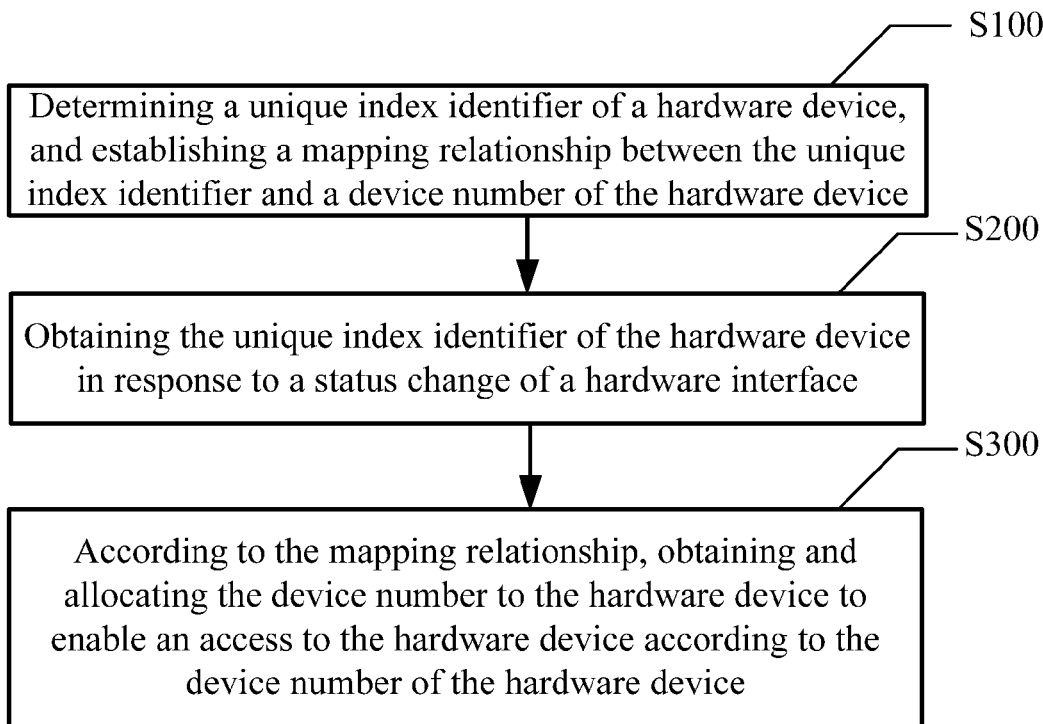 S100
Determining a unique index identifier of a hardware device,
and establishing a mapping relationship between the unique
index identifier and a device number of the hardware device
S200
Obtaining the unique index identifier of the hardware device
in response to a status change of a hardware interface
S300
According to the mapping relationship, obtaining and
allocating the device number to the hardware device to
enable an access to the hardware device according to the
device number of the hardware device